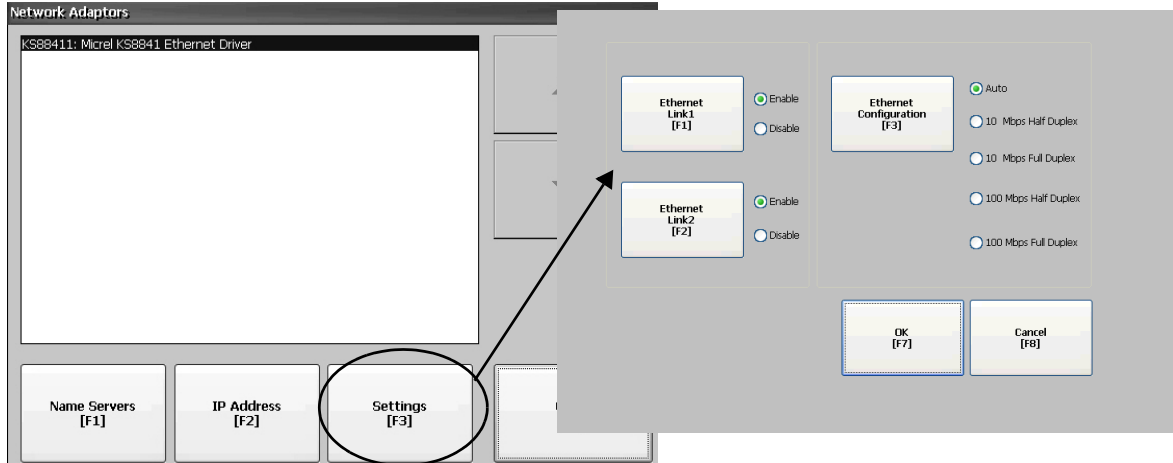 Network Adaptors
KS88411: Micrel KS8841 Ethernet Driver
Name Servers
[F1]
IP Address
[F2]
Settings
[F3]
Ethernet
Link1
[F1]
Enable
Disable
Ethernet
Link2
[F2]
Enable
Disable
Ethernet
Configuration
[F3]
Auto
10 Mbps Half Duplex
10 Mbps Full Duplex
100 Mbps Half Duplex
100 Mbps Full Duplex
OK
[F7]
Cancel
[F8]